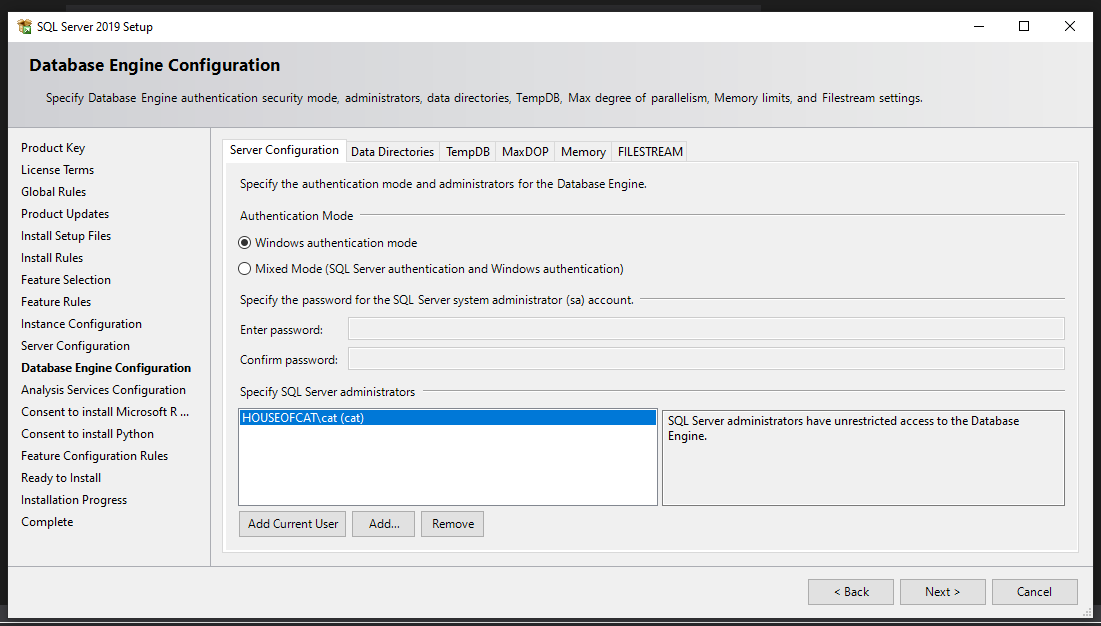 SQL Server 2019 Setup
Database Engine Configuration
Specify Database Engine authentication security mode, administrators, data directories, TempDB, Max degree of parallelism, Memory limits, and Filestream settings.
Product Key
License Terms
Global Rules
Product Updates
Install Setup Files
Install Rules
Feature Selection
Feature Rules
Instance Configuration
Server Configuration
Database Engine Configuration
Analysis Services Configuration
Consent to install Microsoft R ...
Consent to install Python
Feature Configuration Rules
Ready to Install
Installation Progress
Complete
Server Configuration Data Directories TempDB MaxDOP Memory FILESTREAM
Specify the authentication mode and administrators for the Database Engine.
Authentication Mode
Windows authentication mode
Mixed Mode (SQL Server authentication and Windows authentication)
Specify the password for the SQL Server system administrator (sa) account.
Enter password:
Confirm password:
Specify SQL Server administrators
HOUSEOFCAT\cat (cat)
SQL Server administrators have unrestricted access to the Database
Engine.
Add Current User Add... Remove
< Back Next > Cancel